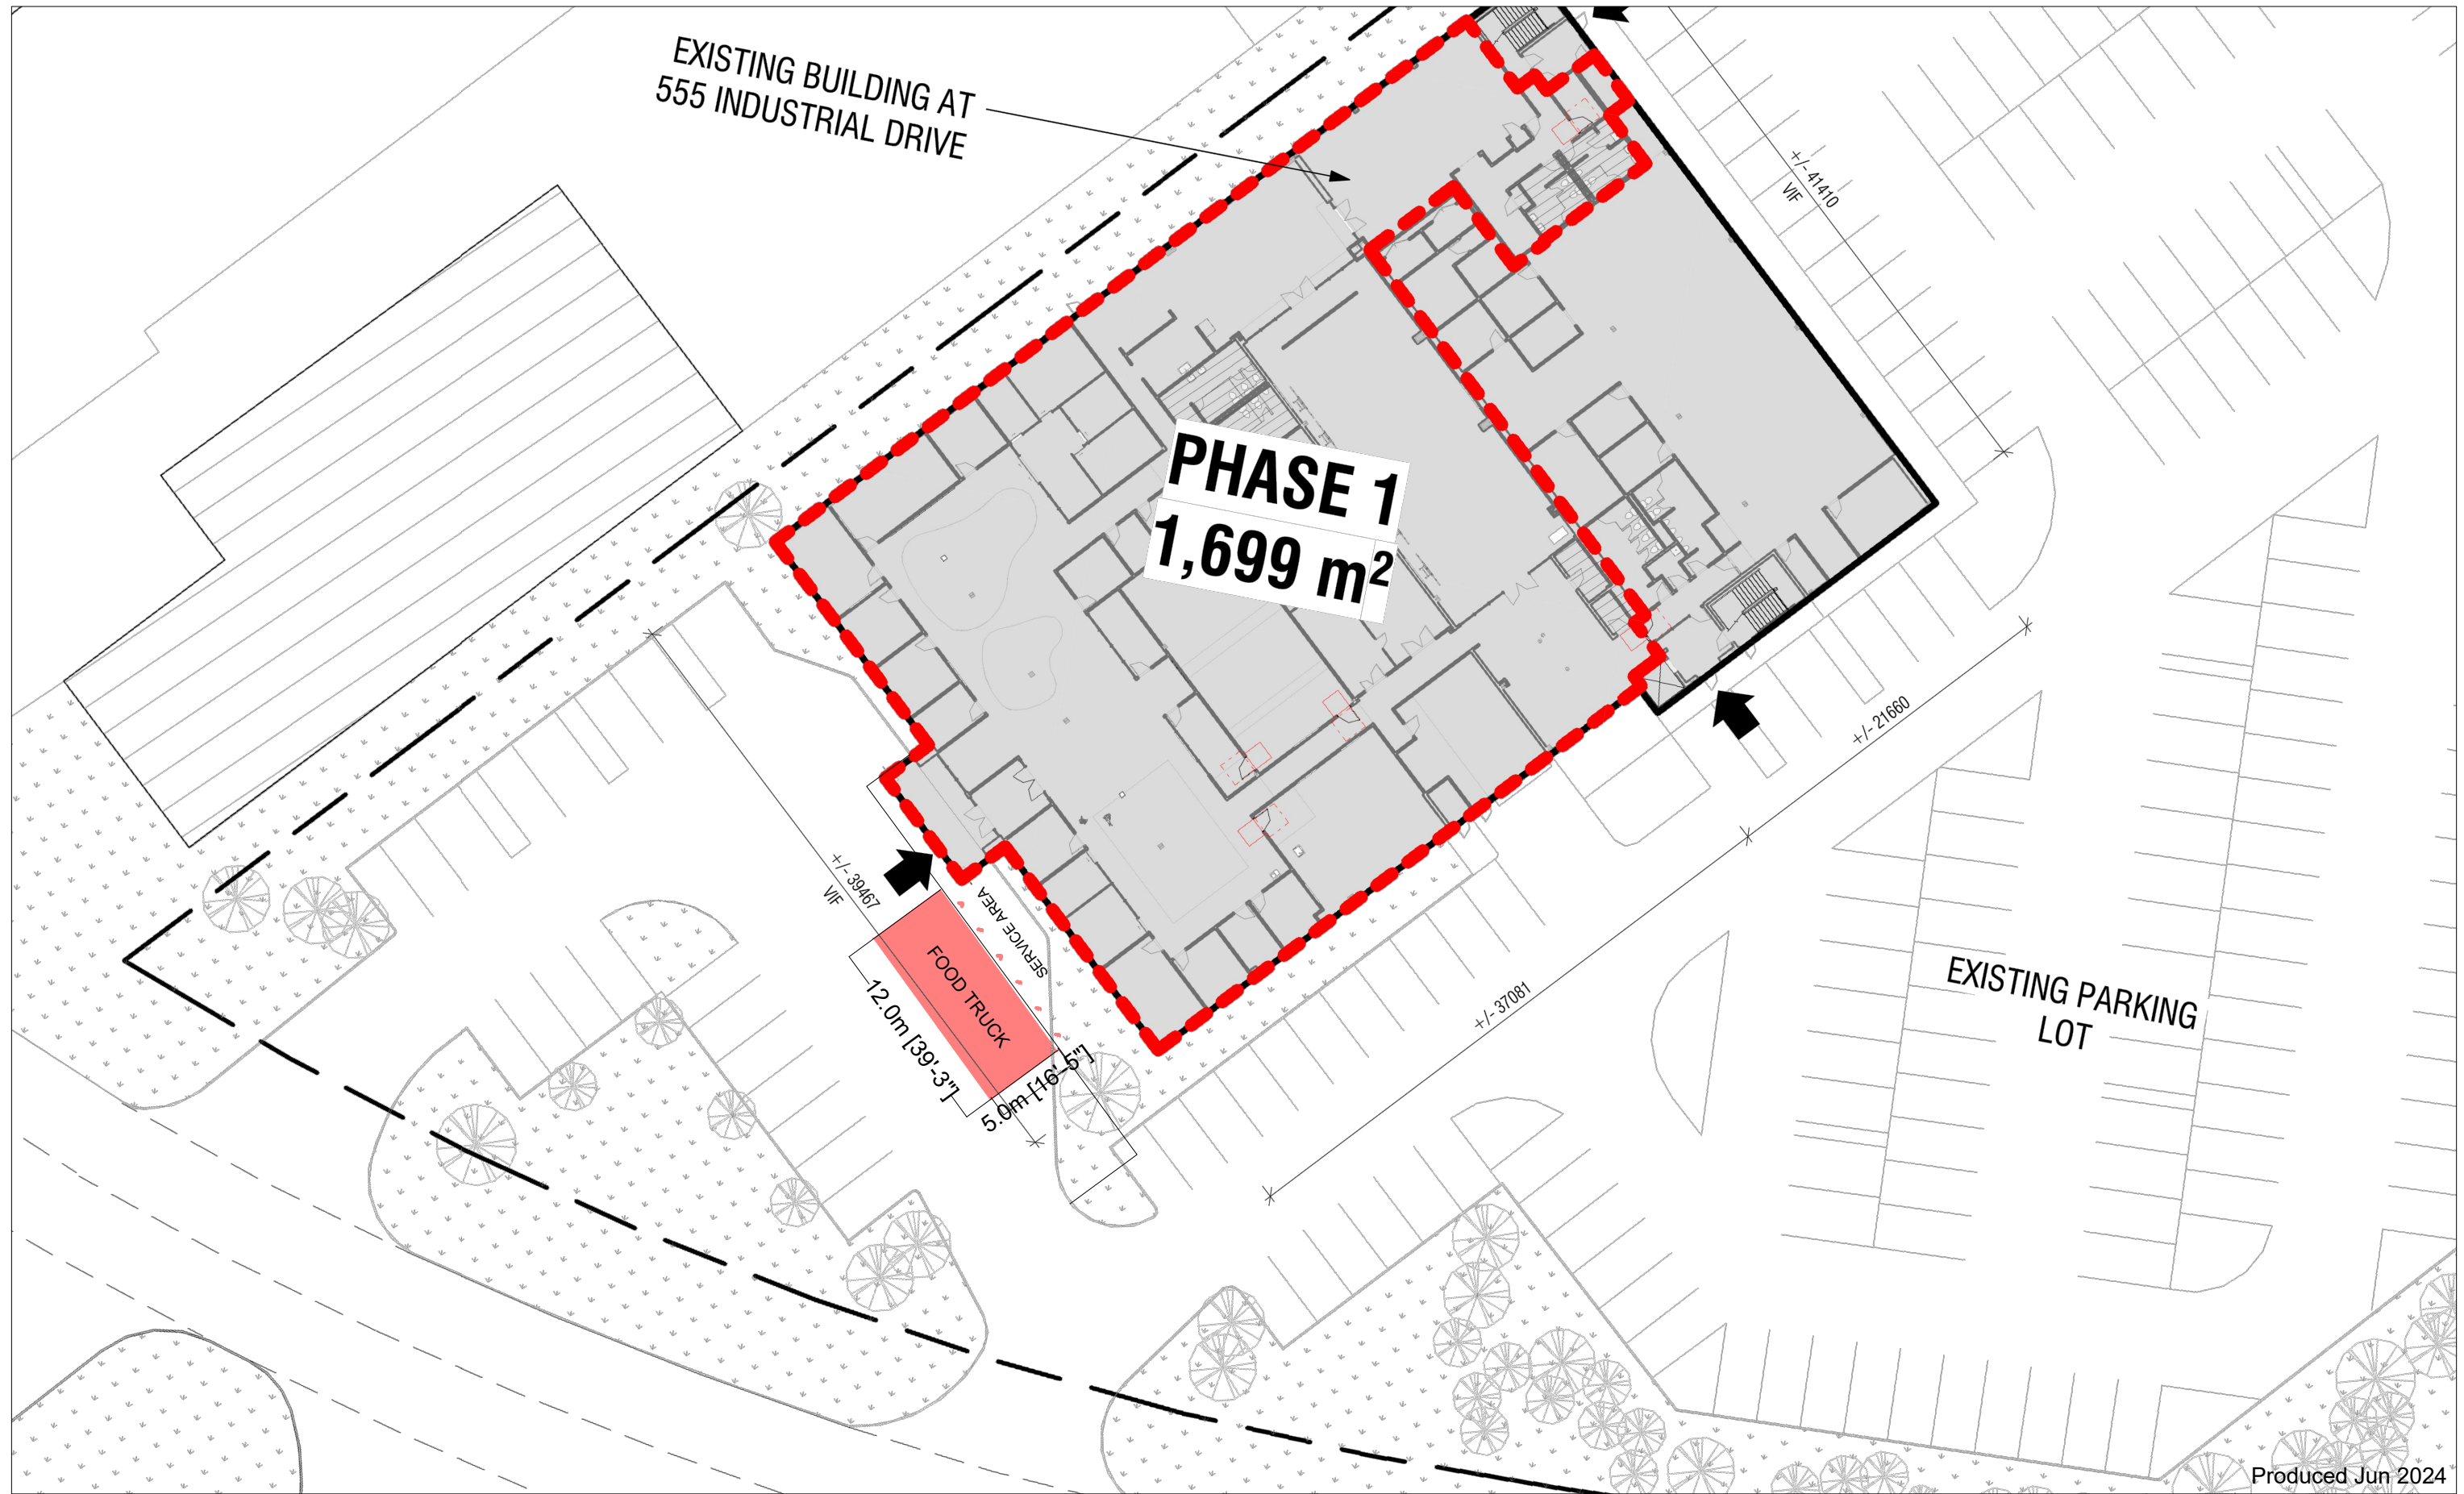 EXISTING BUILDING AT
555 INDUSTRIAL DRIVE
+/- 41410
VIF
PHASE 1
1,699 m²
+/- 21660
+/- 39467
VIF
SERVICE AREA
FOOD TRUCK
12.0m [39'-3"]
5.0m [16'-5"]
+/- 37081
EXISTING PARKING
LOT
Produced Jun 2024